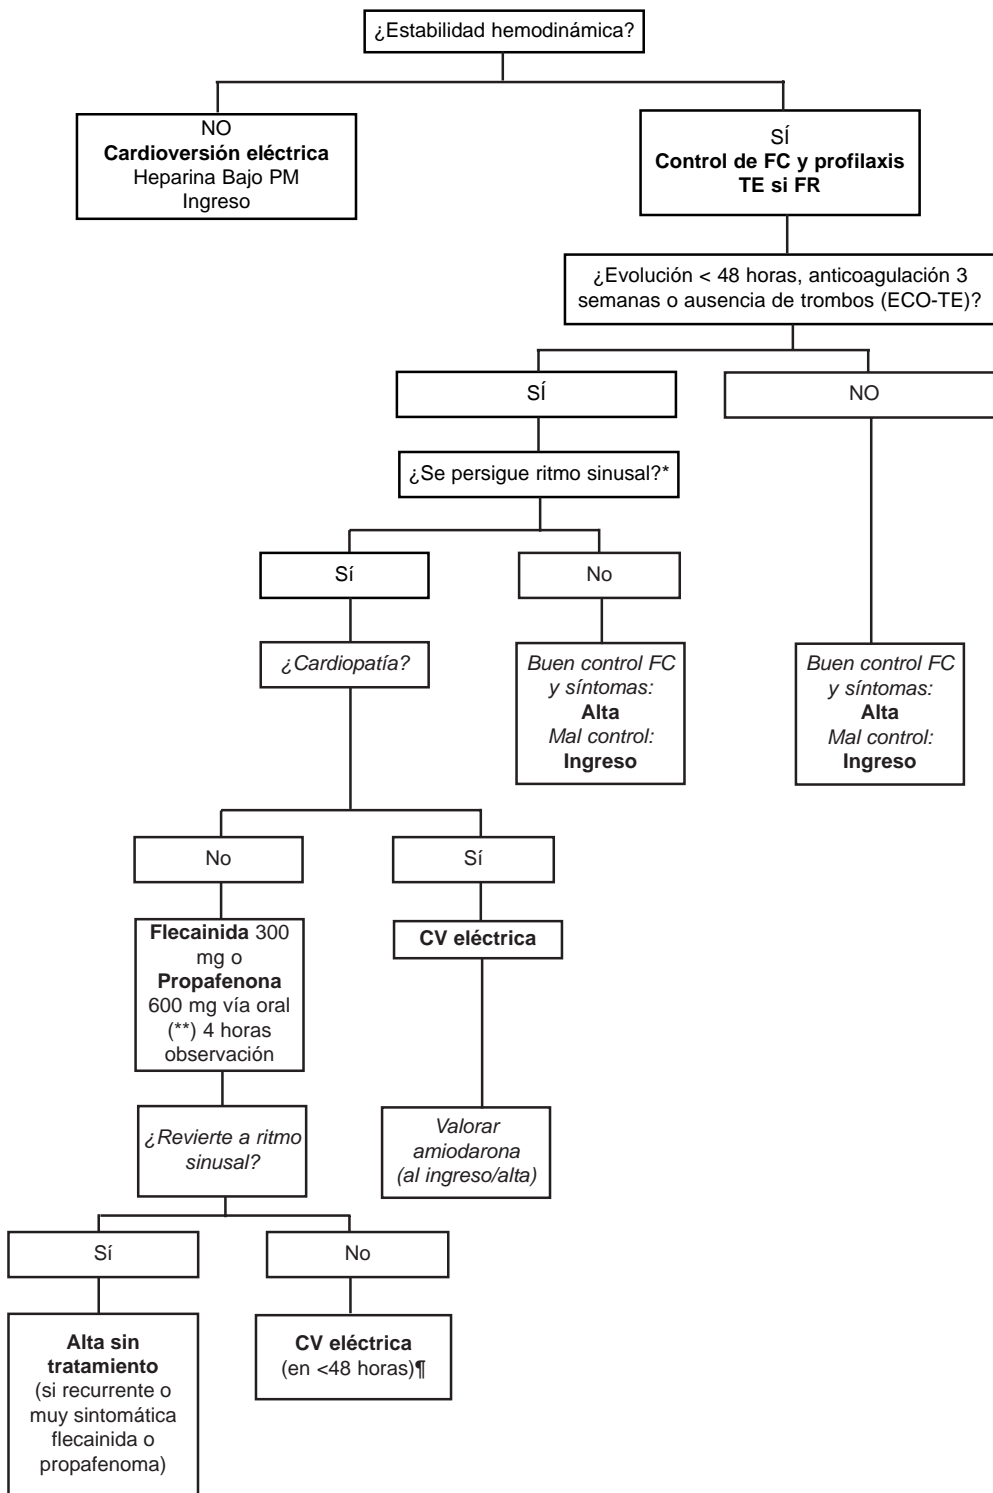 ¿Estabilidad hemodinámica?
NO
Cardioversión eléctrica
Heparina Bajo PM
Ingreso
SÍ
Control de FC y profilaxis
TE si FR
¿Evolución < 48 horas, anticoagulación 3
semanas o ausencia de trombos (ECO-TE)?
SÍ
NO
¿Se persigue ritmo sinusal?*
Sí
No
¿Cardiopatía?
Buen control FC
y síntomas:
Alta
Mal control:
Ingreso
Buen control FC
y síntomas:
Alta
Mal control:
Ingreso
No
Sí
Flecainida 300
mg o
Propafenona
600 mg vía oral
(**) 4 horas
observación
CV eléctrica
¿Revierte a ritmo
sinusal?
Valorar
amiodarona
(al ingreso/alta)
Sí
No
Alta sin
tratamiento
(si recurrente o
muy sintomática
flecainida o
propafenoma)
CV eléctrica
(en <48 horas)¶